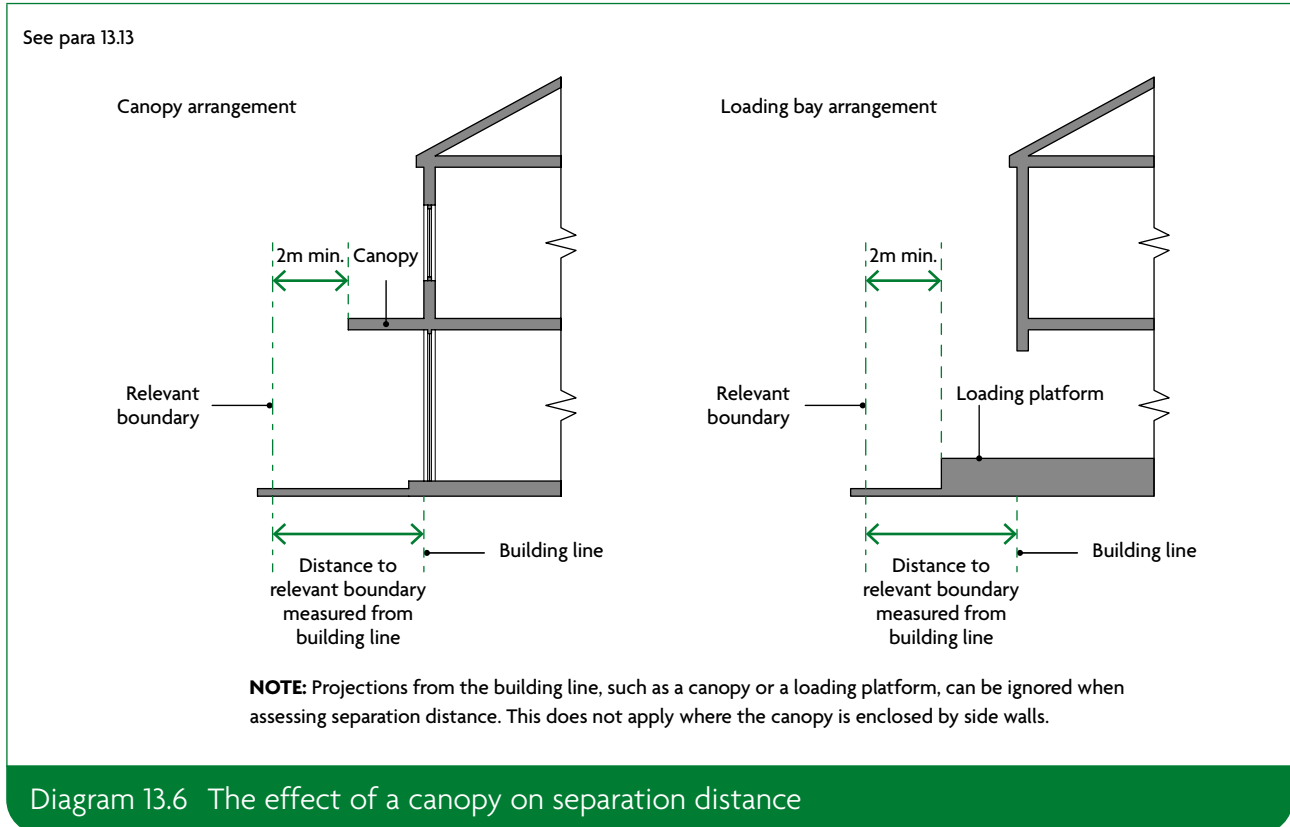 See para 13.13
Canopy arrangement
2m min.
Canopy
Relevant
boundary
Building line
Distance to
relevant boundary
measured from
building line
Loading bay arrangement
2m min.
Loading platform
Relevant
boundary
Building line
Distance to
relevant boundary
measured from
building line
NOTE: Projections from the building line, such as a canopy or a loading platform, can be ignored when
assessing separation distance. This does not apply where the canopy is enclosed by side walls.
Diagram 13.6 The effect of a canopy on separation distance